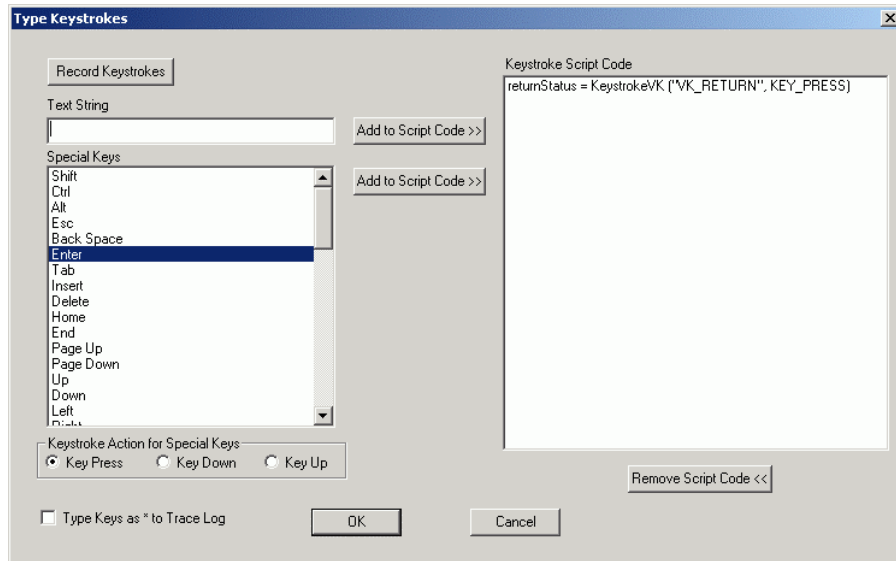 Type Keystrokes
Record Keystrokes
Text String
Add to Script Code >>
Special Keys
Shift
Ctrl
Alt
Esc
Back Space
Enter
Tab
Insert
Delete
Home
End
Page Up
Page Down
Up
Down
Left
Right
Add to Script Code >>
Keystroke Action for Special Keys
Key Press Key Down Key Up
Type Keys as * to Trace Log
OK
Cancel
Keystroke Script Code
returnStatus = KeystrokeVK ("VK_RETURN", KEY_PRESS)
Remove Script Code <<